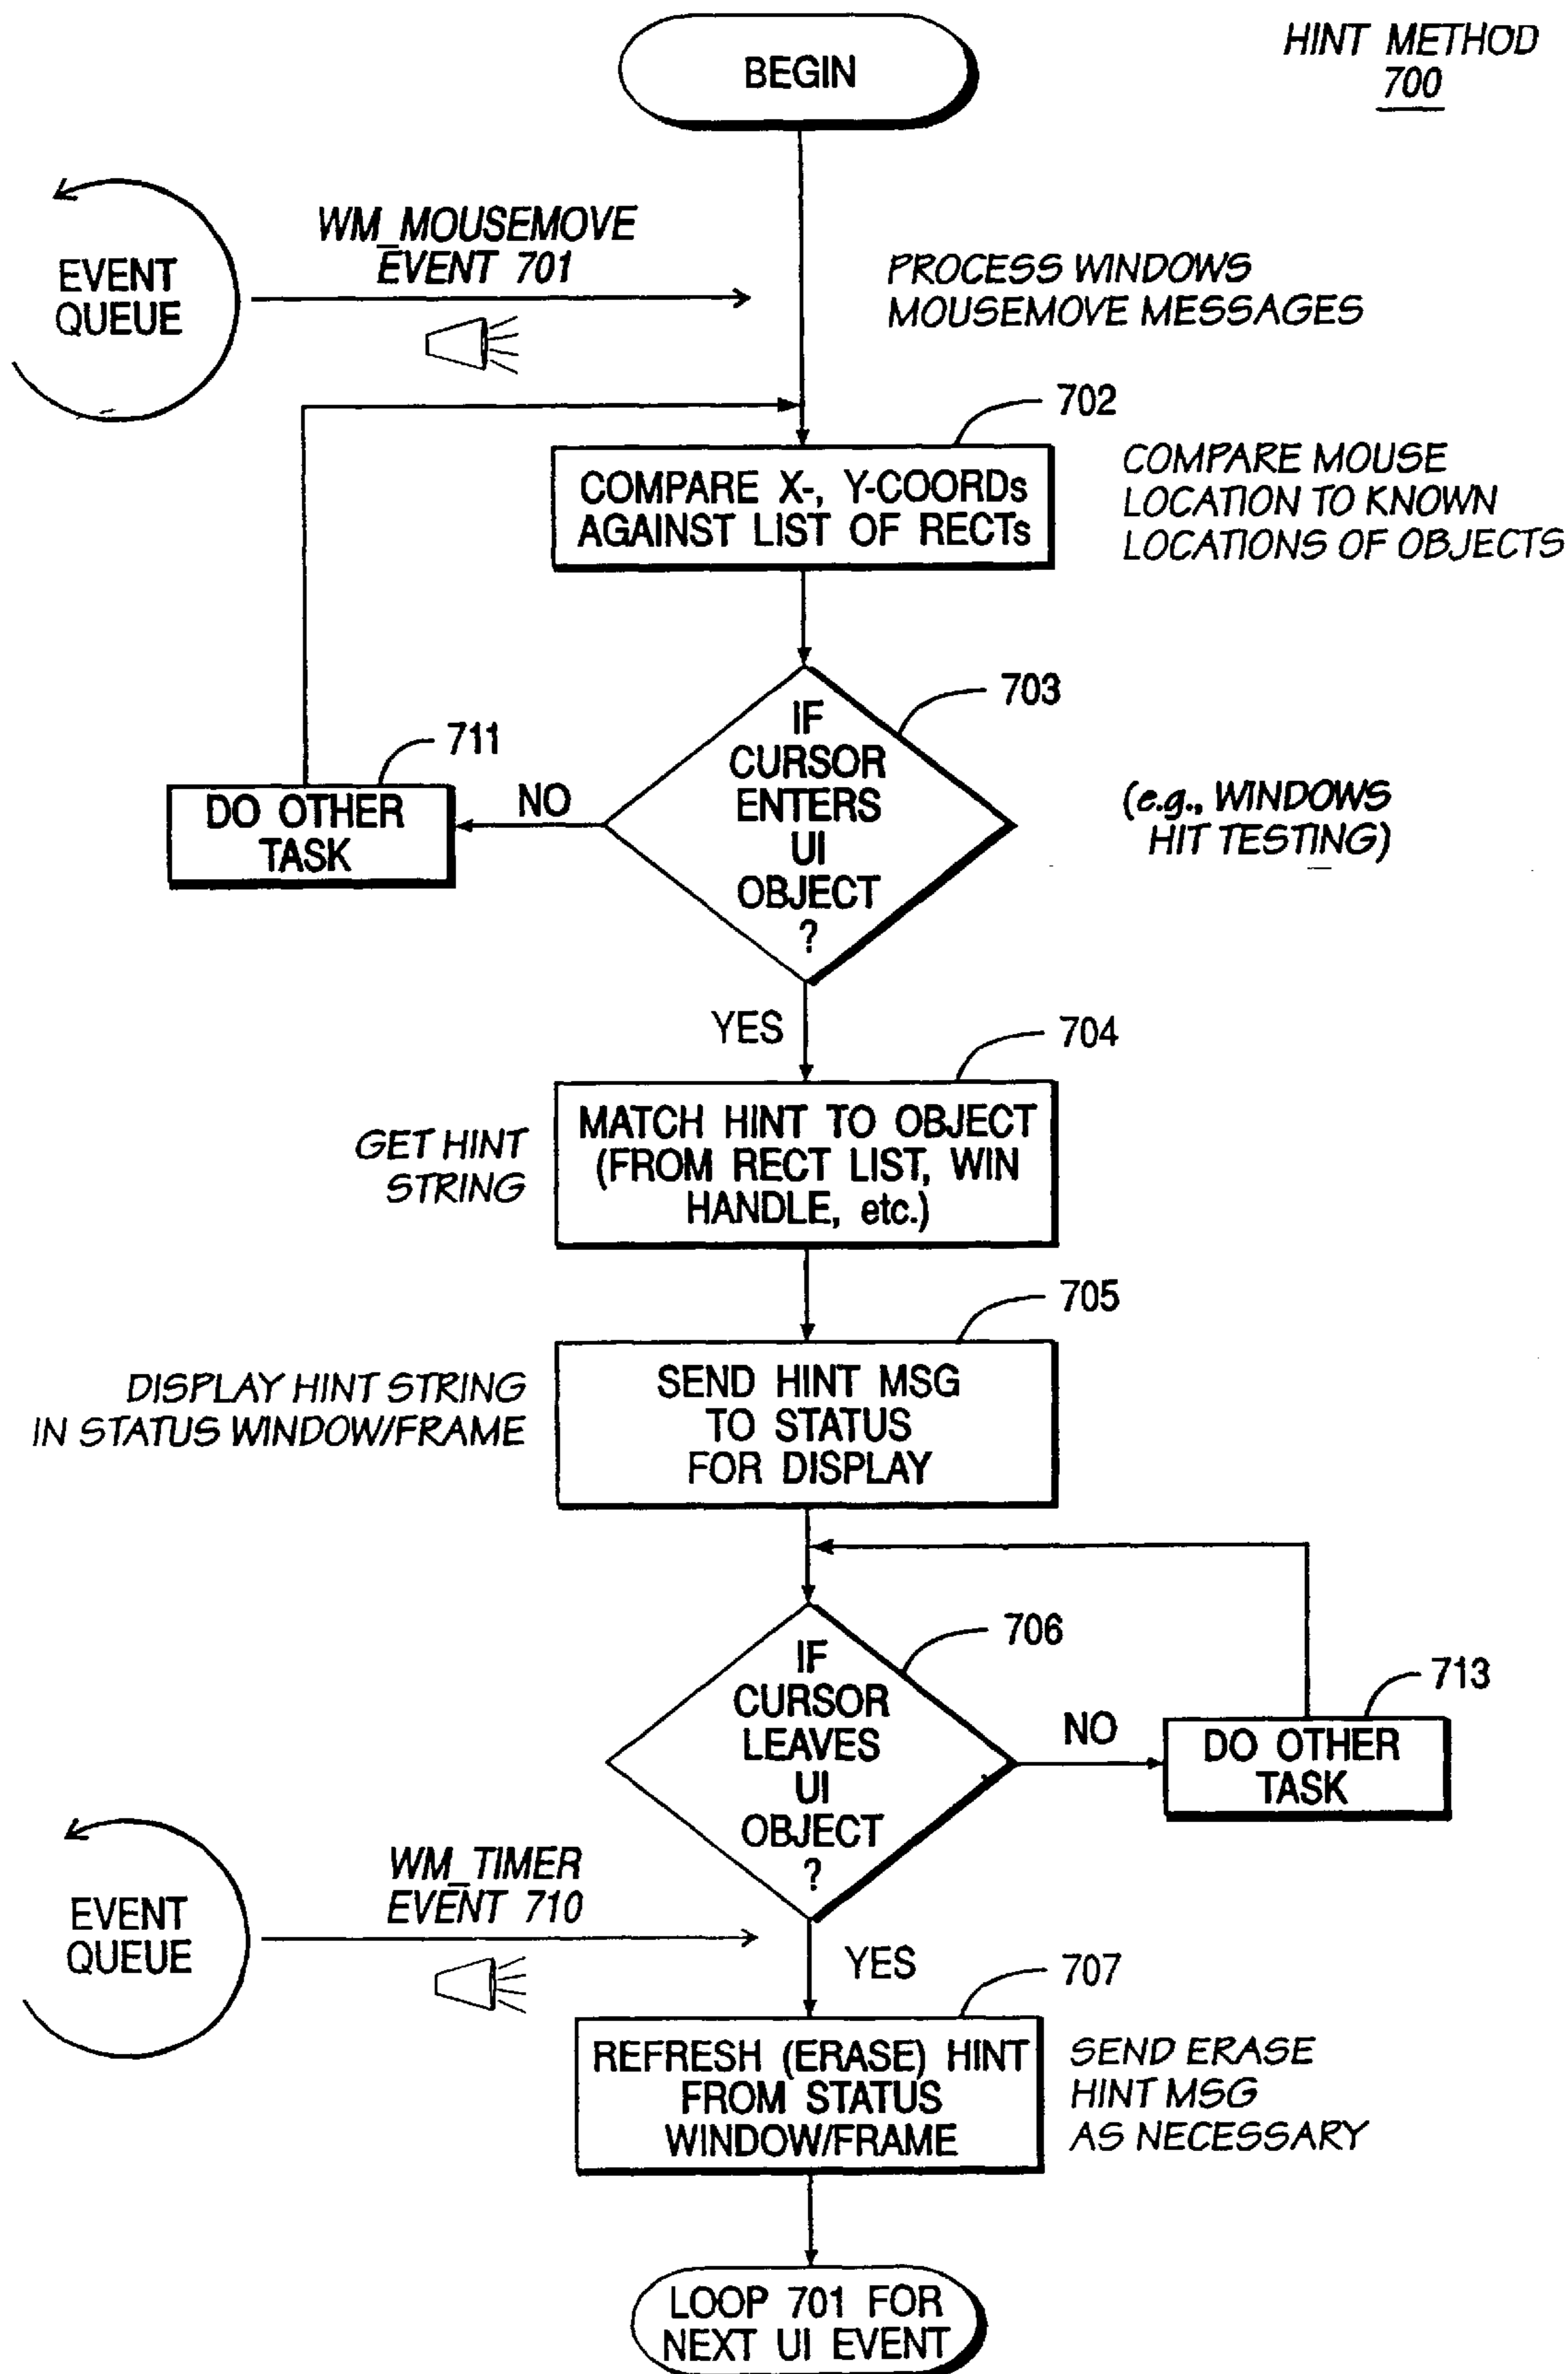 BEGIN
HINT METHOD
700
EVENT
QUEUE
WM_MOUSEMOVE
EVENT 701
PROCESS WINDOWS
MOUSEMOVE MESSAGES
702
COMPARE X-, Y-COORDs
AGAINST LIST OF RECTs
COMPARE MOUSE
LOCATION TO KNOWN
LOCATIONS OF OBJECTS
703
IF
CURSOR
ENTERS
UI
OBJECT
?
(e.g., WINDOWS
HIT TESTING)
NO
711
DO OTHER
TASK
YES
704
GET HINT
STRING
MATCH HINT TO OBJECT
(FROM RECT LIST, WIN
HANDLE, etc.)
705
DISPLAY HINT STRING
IN STATUS WINDOW/FRAME
SEND HINT MSG
TO STATUS
FOR DISPLAY
706
IF
CURSOR
LEAVES
UI
OBJECT
?
NO
713
DO OTHER
TASK
EVENT
QUEUE
WM_TIMER
EVENT 710
YES
707
REFRESH (ERASE) HINT
FROM STATUS
WINDOW/FRAME
SEND ERASE
HINT MSG
AS NECESSARY
LOOP 701 FOR
NEXT UI EVENT